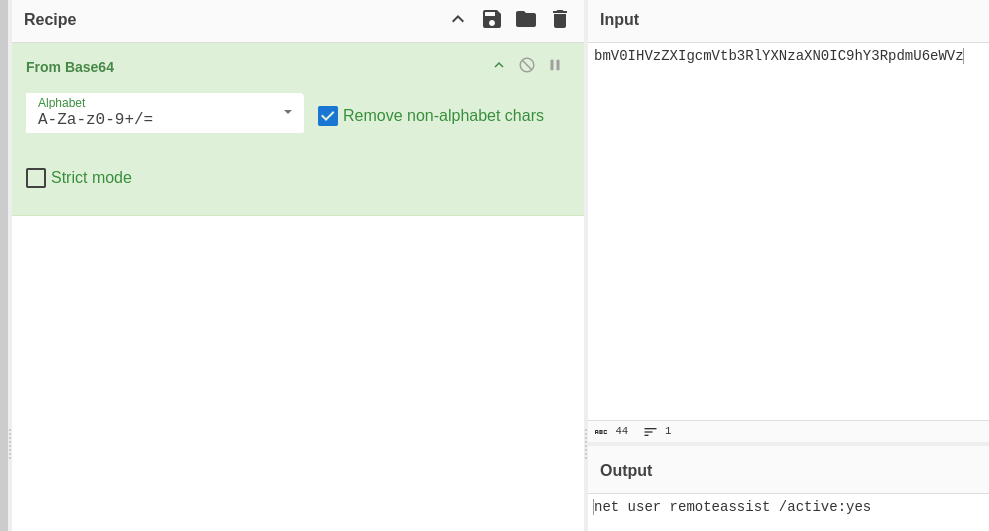 Recipe
From Base64
Alphabet
A-Za-z0-9+/=
Remove non-alphabet chars
Strict mode
Input
bmV0IHVzZXIgcmVtb3RlYXNzaXN0IC9hY3RpdmU6eWVz
ABC 44 1
Output
net user remoteassist /active:yes